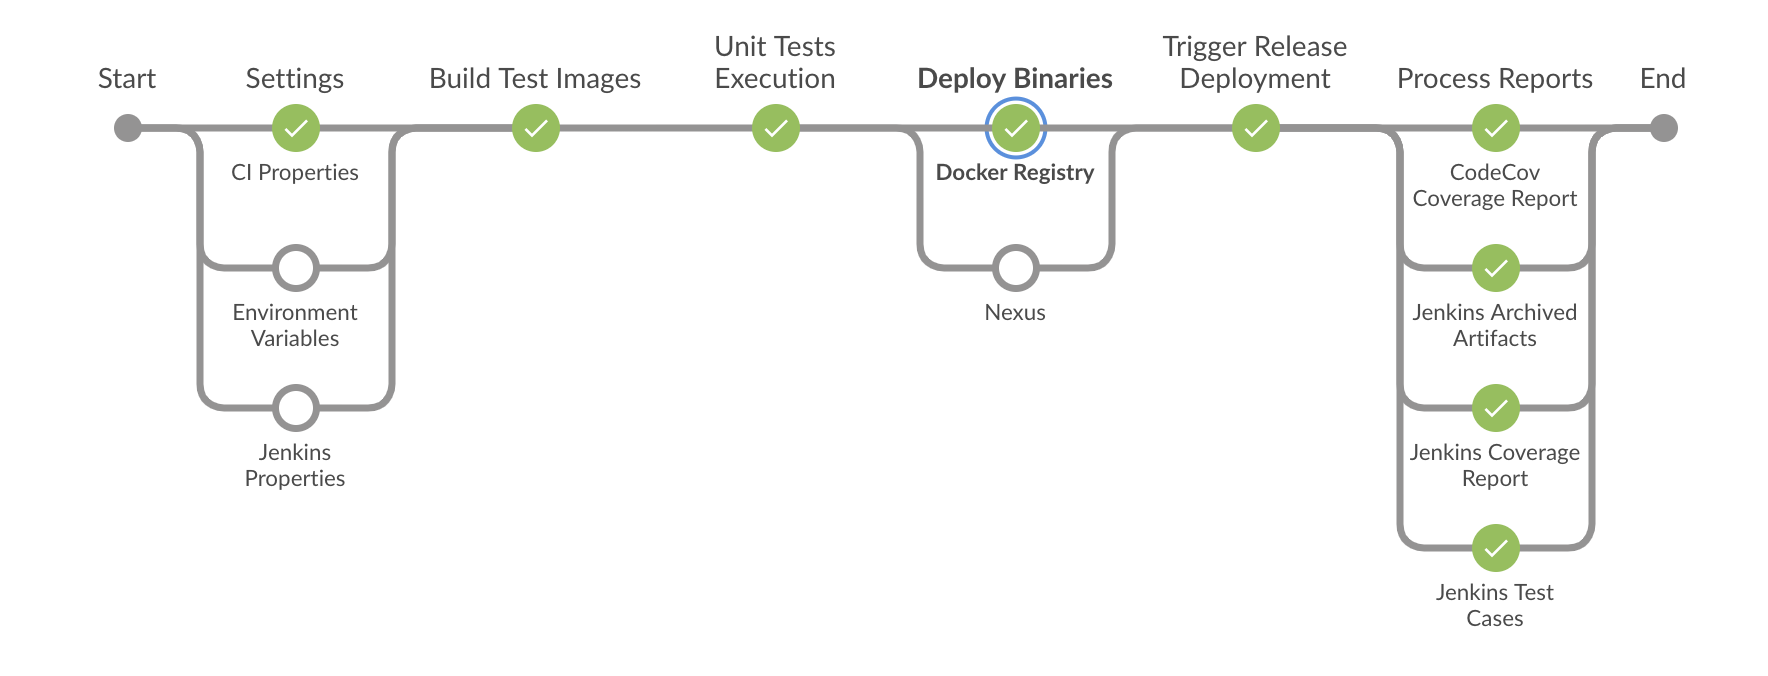 Start
Settings
Build Test Images
Unit Tests
Execution
Deploy Binaries
Trigger Release
Deployment
Process Reports
End
CI Properties
Environment
Variables
Jenkins
Properties
Docker Registry
Nexus
CodeCov
Coverage Report
Jenkins Archived
Artifacts
Jenkins Coverage
Report
Jenkins Test
Cases